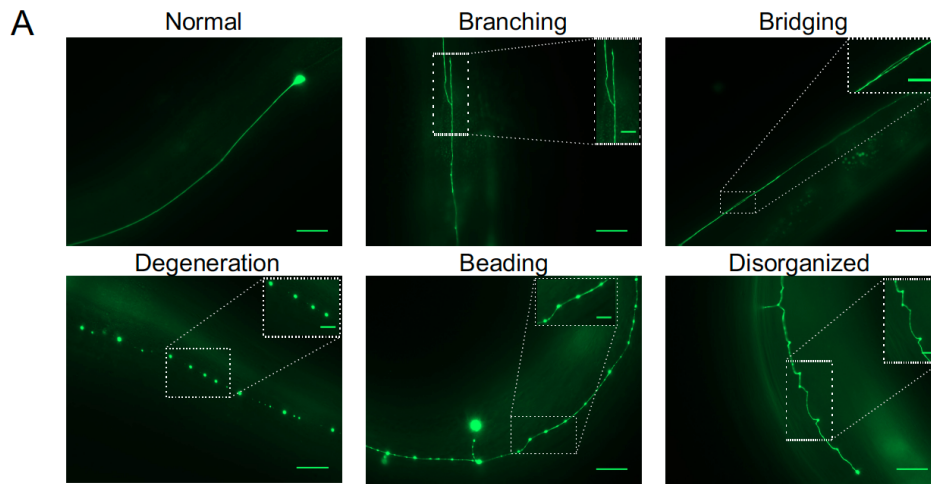 A
Normal
Branching
Bridging
Degeneration
Beading
Disorganized